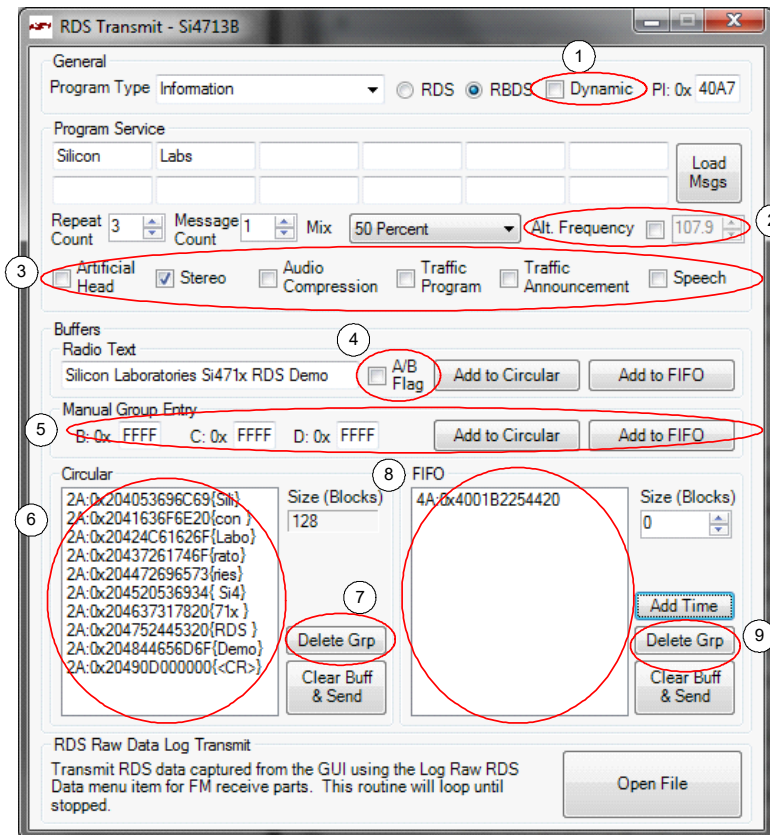 RDS Transmit - Si4713B
1
General
Program Type Information RDS RBDS Dynamic PI: 0x 40A7
Program Service
Silicon Labs
Load Msgs
2
Repeat Count 3 Message Count 1 Mix 50 Percent Alt. Frequency 107.9
3
Artificial Head Stereo Audio Compression Traffic Program Traffic Announcement Speech
Buffers
4
Radio Text
Silicon Laboratories Si471x RDS Demo A/B Flag Add to Circular Add to FIFO
Manual Group Entry
5
B: 0x FFFF C: 0x FFFF D: 0x FFFF Add to Circular Add to FIFO
Circular
6
2A:0x204053696C69{Sili}
2A:0x2041636F6E20{con }
2A:0x20424C61626F{Labo}
2A:0x20437261746F{rato}
2A:0x204472696573{ries}
2A:0x204520536934{ Si4}
2A:0x204637317820{71x }
2A:0x204752445320{RDS }
2A:0x204844656D6F{Demo}
2A:0x20490D000000{<CR>}
Size (Blocks)
128
7
Delete Grp
Clear Buff & Send
8
FIFO
4A:0x4001B2254420
Size (Blocks)
0
Add Time
9
Delete Grp
Clear Buff & Send
RDS Raw Data Log Transmit
Transmit RDS data captured from the GUI using the Log Raw RDS
Data menu item for FM receive parts. This routine will loop until
stopped.
Open File